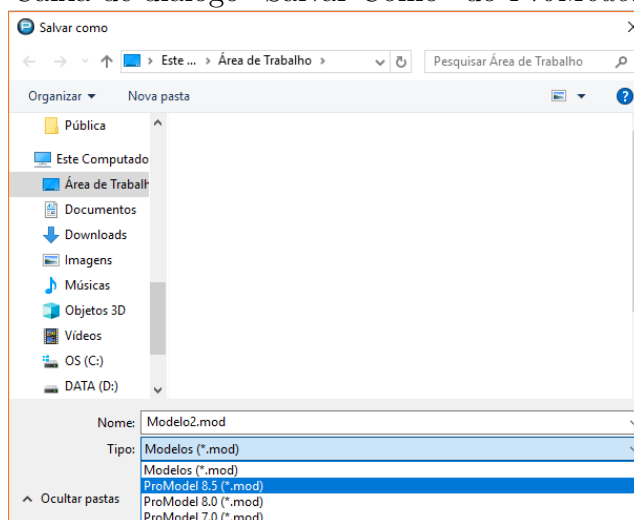 Salvar como
Este ... > Área de Trabalho >
Pesquisar Área de Trabalho
Organizar
Nova pasta
Pública
Este Computado
Área de Trabalh
Documentos
Downloads
Imagens
Músicas
Objetos 3D
Vídeos
OS (C:)
DATA (D:)
Nome: Modelo2.mod
Tipo: Modelos (*.mod)
Modelos (*.mod)
ProModel 8.5 (*.mod)
Ocultar pastas
ProModel 8.0 (*.mod)
ProModel 7.0 (*.mod)